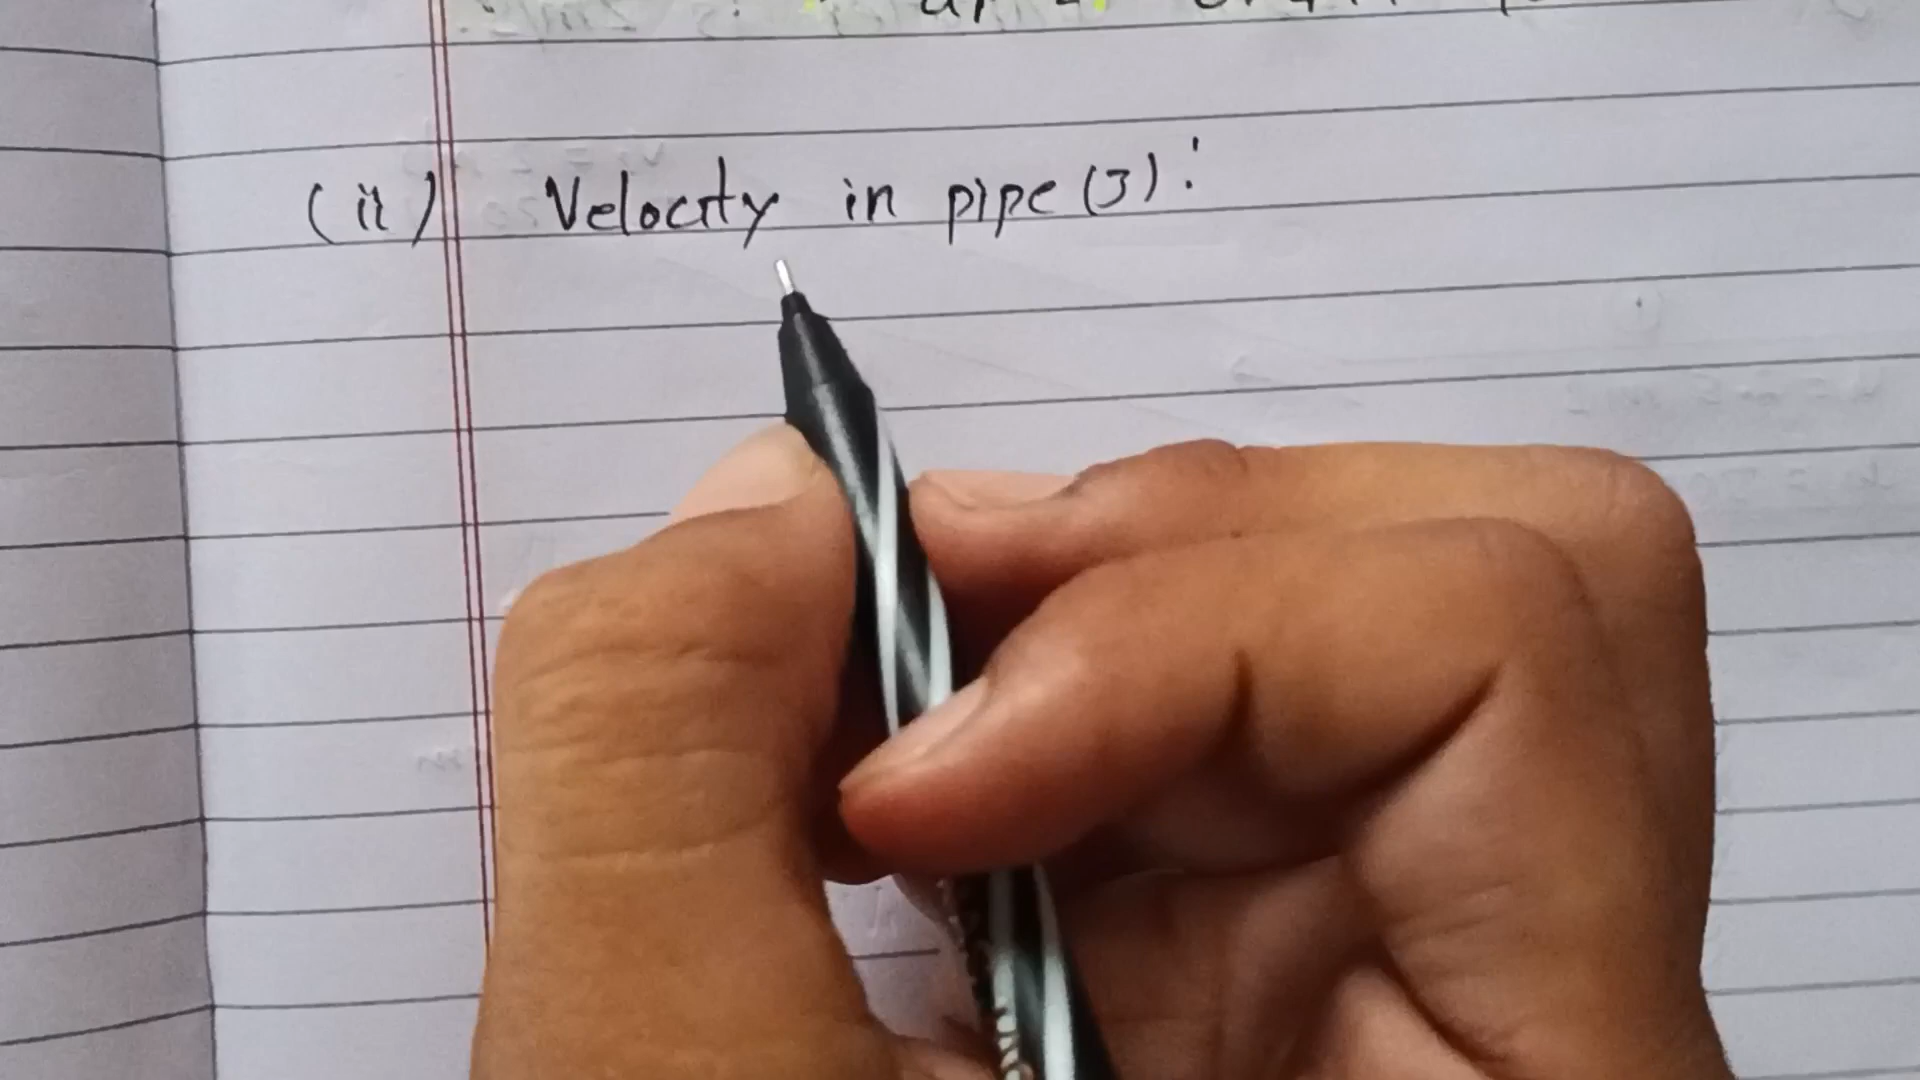 (ii) Velocity in pipe (3):